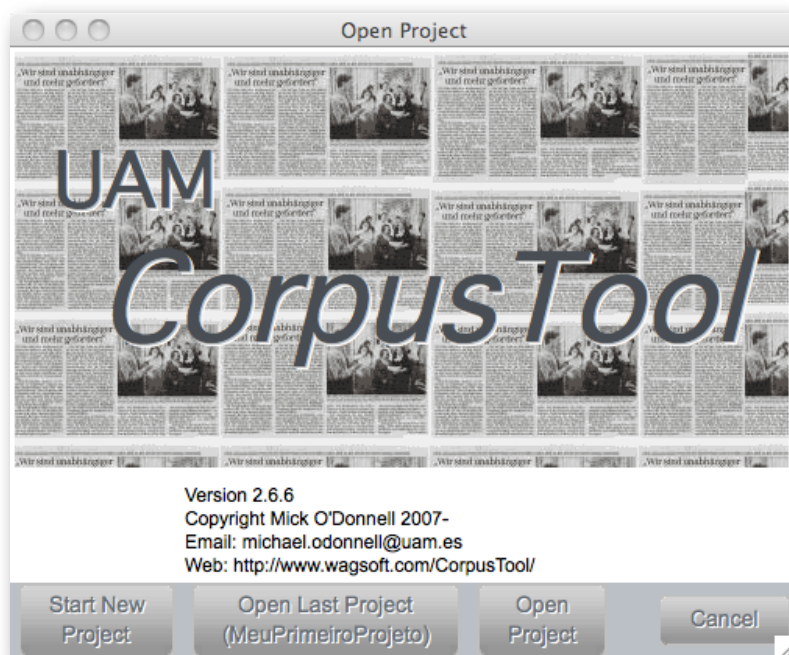 Open Project
„Wir sind unabhängiger
und mehr gefordert"
UAM
CorpusTool
Version 2.6.6
Copyright Mick O'Donnell 2007-
Email: michael.odonnell@uam.es
Web: http://www.wagsoft.com/CorpusTool/
Start New
Project
Open Last Project
(MeuPrimeiroProjeto)
Open
Project
Cancel